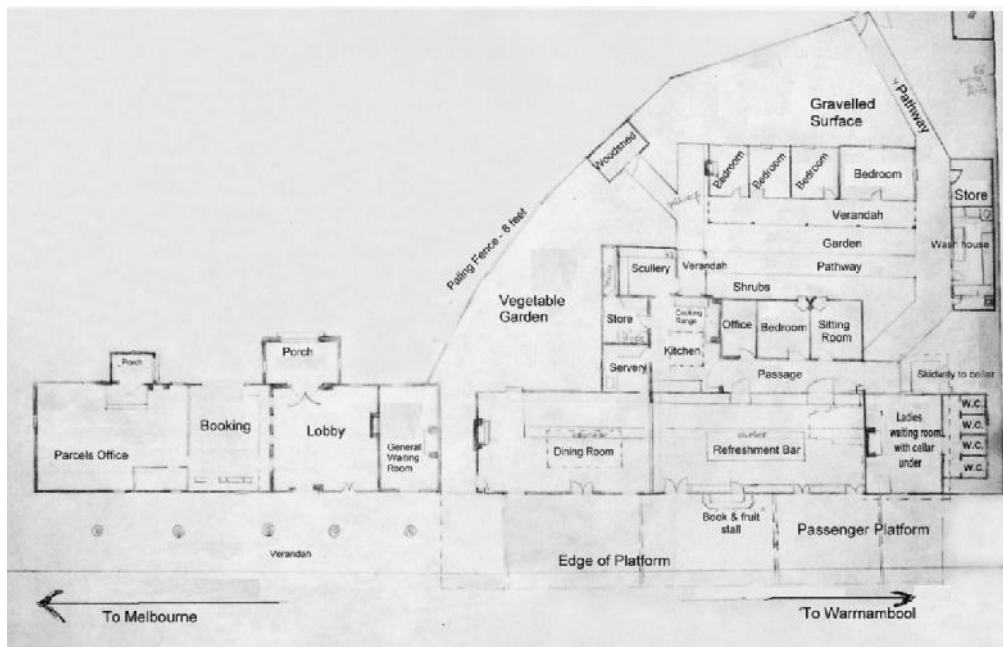 Gravelled
Surface
Pathway
Woodshed
Bedroom
Bedroom
Bedroom
Bedroom
Store
Verandah
Paling Fence - 6 feet
Garden
Wash house
Scullery
Verandah
Pathway
Shrubs
Vegetable
Garden
Store
Cooking
Range
Office
Bedroom
Sitting
Room
Kitchen
Servery
Passage
Skidway to cellar
Porch
Porch
Parcels Office
Booking
Lobby
General
Waiting
Room
Dining Room
Refreshment Bar
Ladies
waiting room
with cellar
under
W.C.
W.C.
W.C.
W.C.
Book & fruit
stall
Passenger Platform
Verandah
Edge of Platform
To Melbourne
To Warrnambool